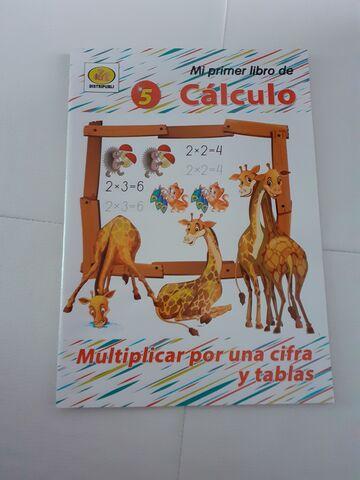 DISTRIPUBLI
Mi primer libro de
5 Cálculo
2×2=4
2×2=4
2×3=6
2×3=6
Multiplicar por una cifra
y tablas